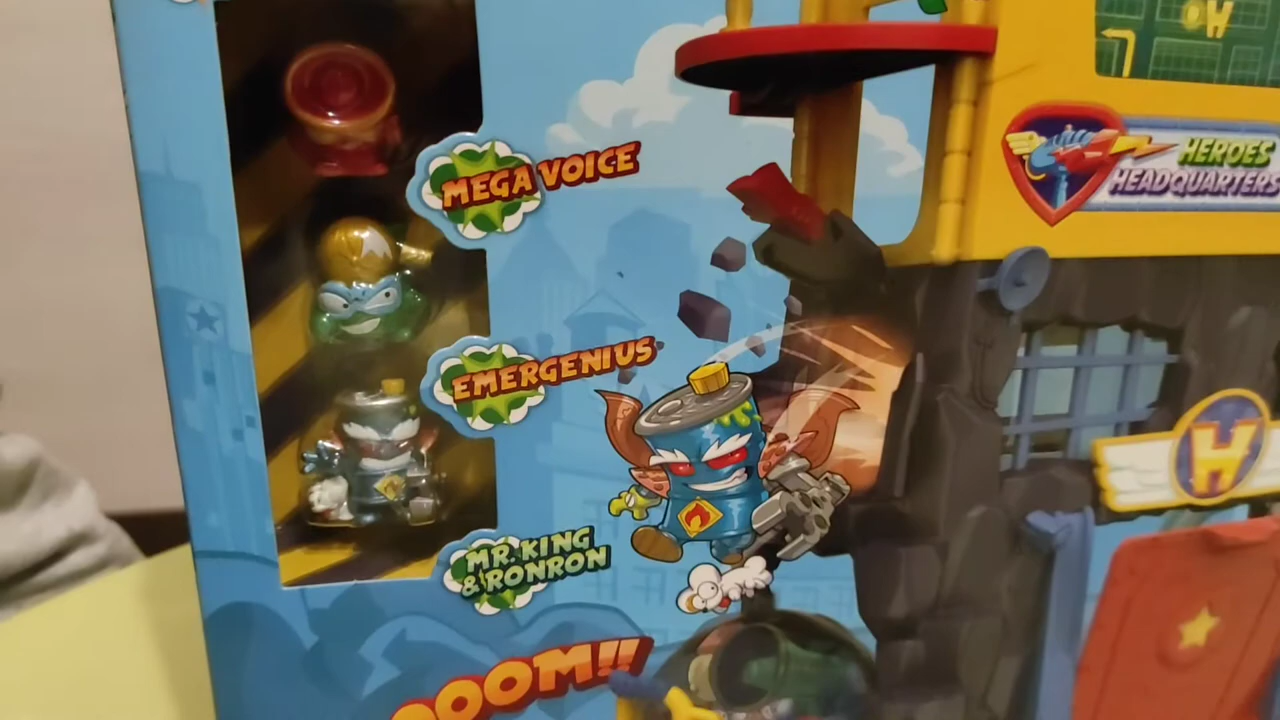 H
HEROES
HEADQUARTERS
MEGA VOICE
EMERGENIUS
H
MR. KING
& RONRON
OOM!!